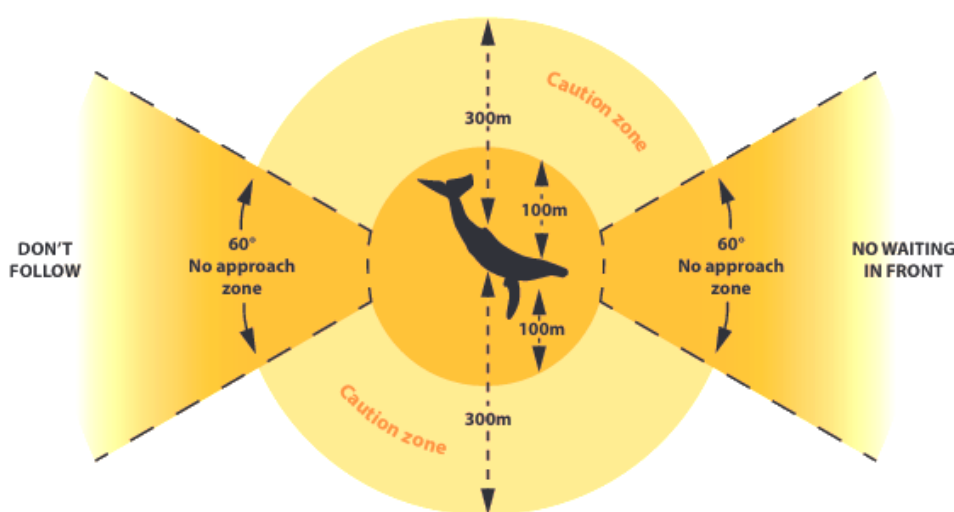 Caution zone
300m
100m
DON'T
FOLLOW
60°
No approach
zone
60°
No approach
zone
NO WAITING
IN FRONT
100m
Caution zone
300m